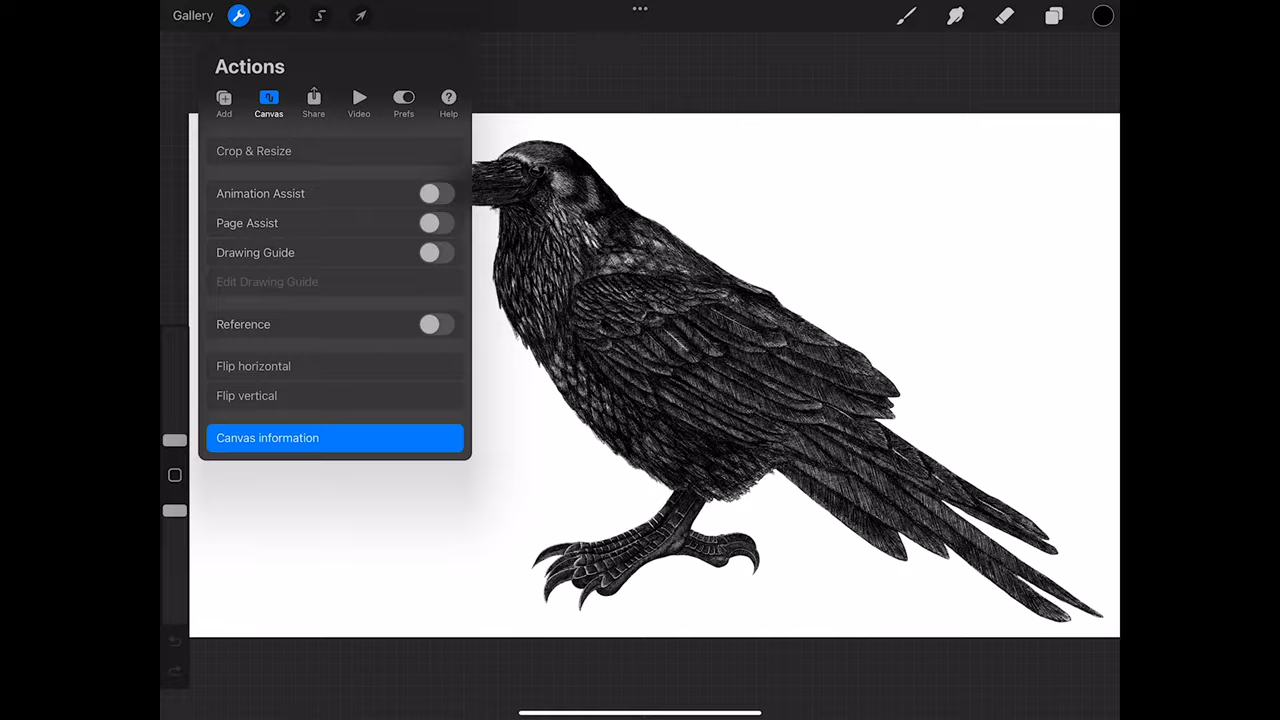 Gallery
Actions
Add Canvas Share Video Prefs Help
Crop & Resize
Animation Assist
Page Assist
Drawing Guide
Edit Drawing Guide
Reference
Flip horizontal
Flip vertical
Canvas information